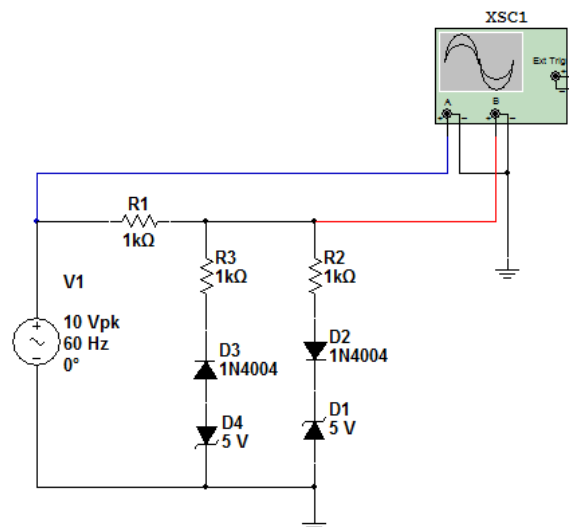 XSC1
Ext Trig
+
A
B
+
+
R1
1kΩ
R3
1kΩ
R2
1kΩ
V1
10 Vpk
60 Hz
0°
D3
1N4004
D2
1N4004
D4
5 V
D1
5 V